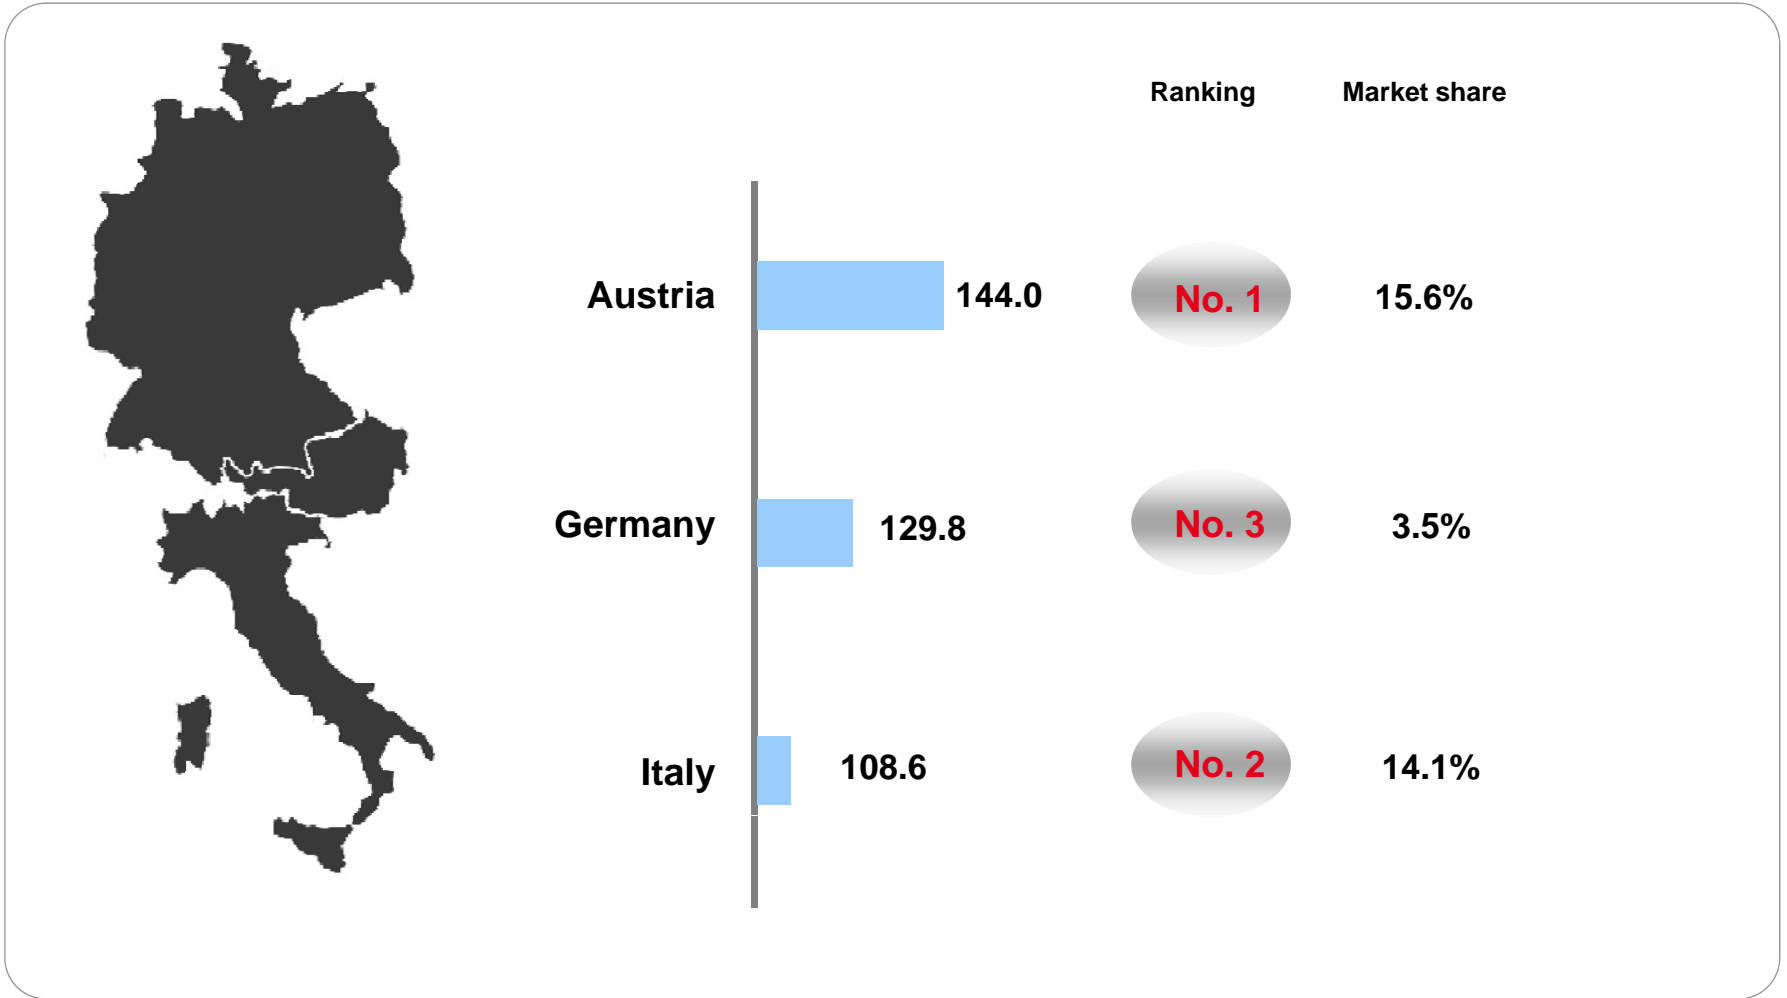 Ranking Market share
Austria 144.0 No. 1 15.6%
Germany 129.8 No. 3 3.5%
Italy 108.6 No. 2 14.1%